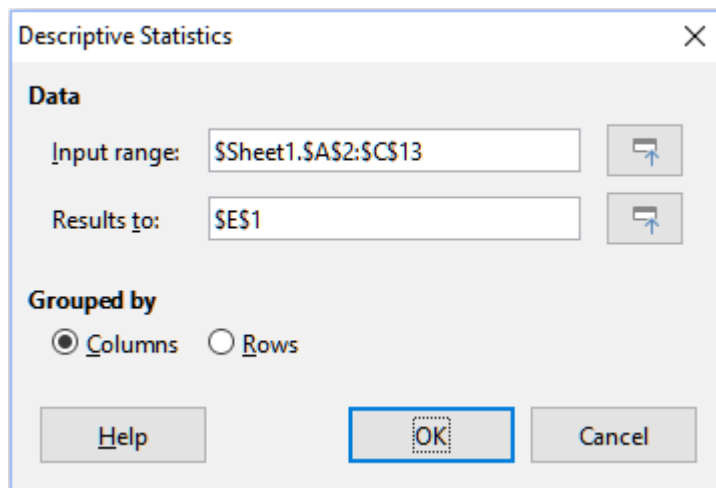 Descriptive Statistics
Data
Input range: $Sheet1.$A$2:$C$13
Results to: $E$1
Grouped by
Columns Rows
Help OK Cancel